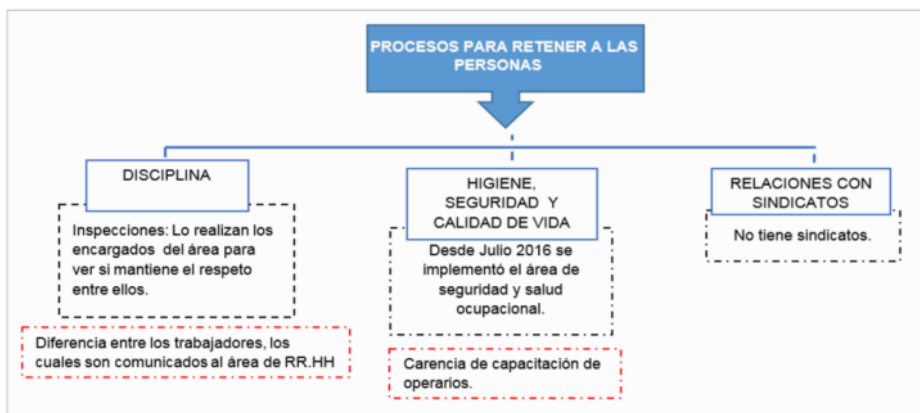 PROCESOS PARA RETENER A LAS
PERSONAS
DISCIPLINA
Inspecciones: Lo realizan los
encargados del área para
ver si mantiene el respeto
entre ellos.
Diferencia entre los trabajadores, los
cuales son comunicados al área de RR.HH
HIGIENE,
SEGURIDAD Y
CALIDAD DE VIDA
Desde Julio 2016 se
implementó el área de
seguridad y salud
ocupacional.
Carencia de capacitación de
operarios.
RELACIONES CON
SINDICATOS
No tiene sindicatos.